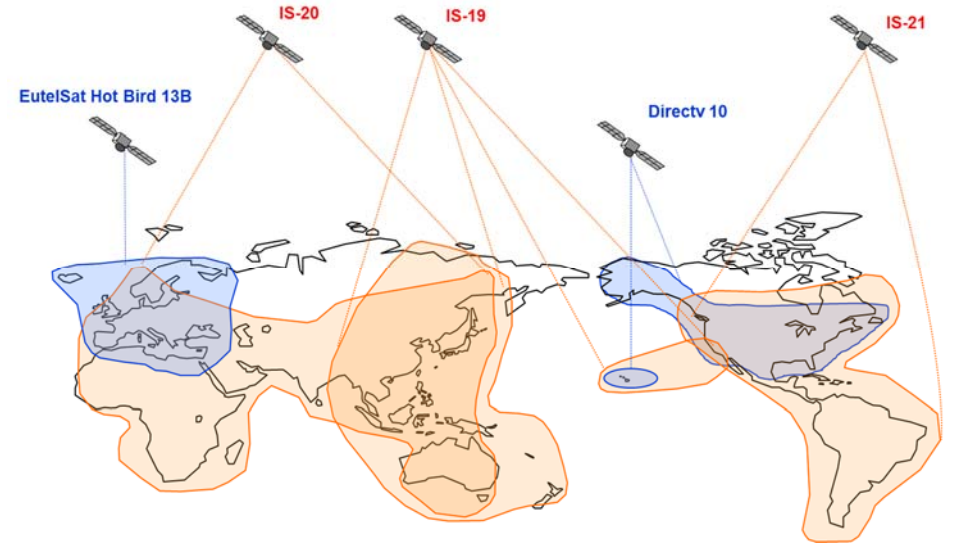 IS-20
IS-19
IS-21
EutelSat Hot Bird 13B
Directv 10